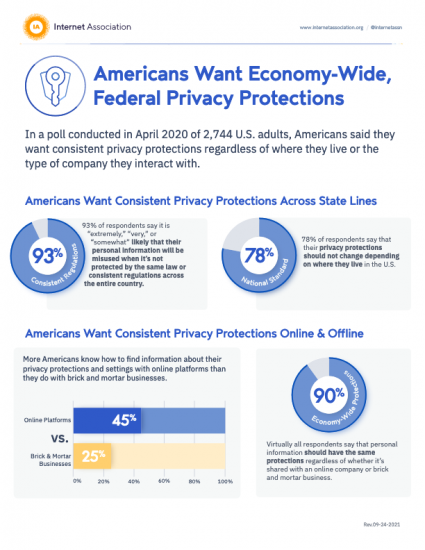 IA
Internet Association
www.internetassociation.org / @internetassn
Americans Want Economy-Wide,
Federal Privacy Protections
In a poll conducted in April 2020 of 2,744 U.S. adults, Americans said they
want consistent privacy protections regardless of where they live or the
type of company they interact with.
Americans Want Consistent Privacy Protections Across State Lines
93%
Consistent Regulations
93% of respondents say it is
"extremely," "very," or
"somewhat" likely that their
personal information will be
misused when it's not
protected by the same law or
consistent regulations across
the entire country.
78%
National Standard
78% of respondents say that
their privacy protections
should not change depending
on where they live in the U.S.
Americans Want Consistent Privacy Protections Online & Offline
More Americans know how to find information about their
privacy protections and settings with online platforms than
they do with brick and mortar businesses.
Online Platforms
45%
VS.
Brick & Mortar
Businesses
25%
0% 20% 40% 60% 80% 100%
90%
Economy-Wide Protections
Virtually all respondents say that personal
information should have the same
protections regardless of whether it's
shared with an online company or brick
and mortar business.
Rev.09-24-2021